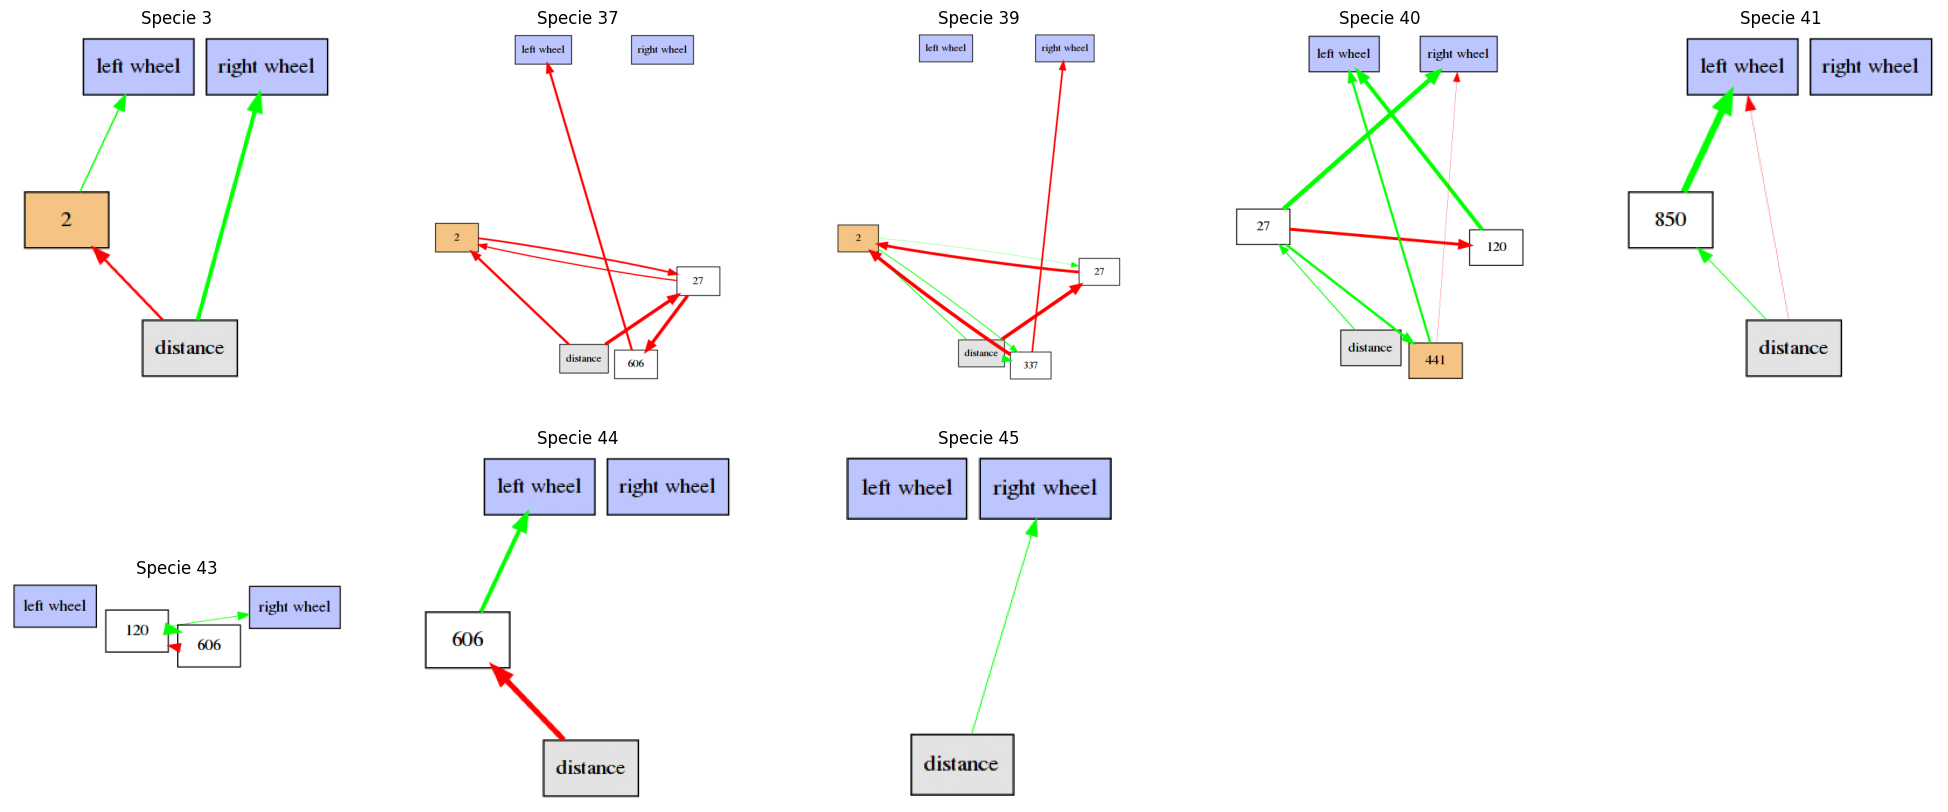 Specie 3
left wheel
right wheel
2
distance
Specie 37
left wheel
right wheel
2
27
distance
606
Specie 39
left wheel
right wheel
2
27
distance
337
Specie 40
left wheel
right wheel
27
120
distance
441
Specie 41
left wheel
right wheel
850
distance
Specie 43
left wheel
right wheel
120
606
Specie 44
left wheel
right wheel
606
distance
Specie 45
left wheel
right wheel
distance